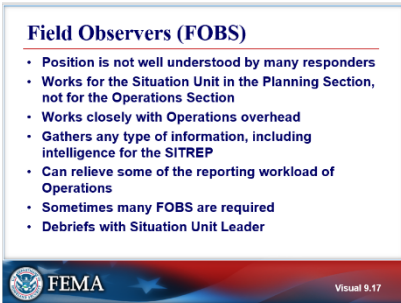 Field Observers (FOBS)
• Position is not well understood by many responders
• Works for the Situation Unit in the Planning Section,
not for the Operations Section
• Works closely with Operations overhead
• Gathers any type of information, including
intelligence for the SITREP
• Can relieve some of the reporting workload of
Operations
• Sometimes many FOBS are required
• Debriefs with Situation Unit Leader
FEMA
Visual 9.17